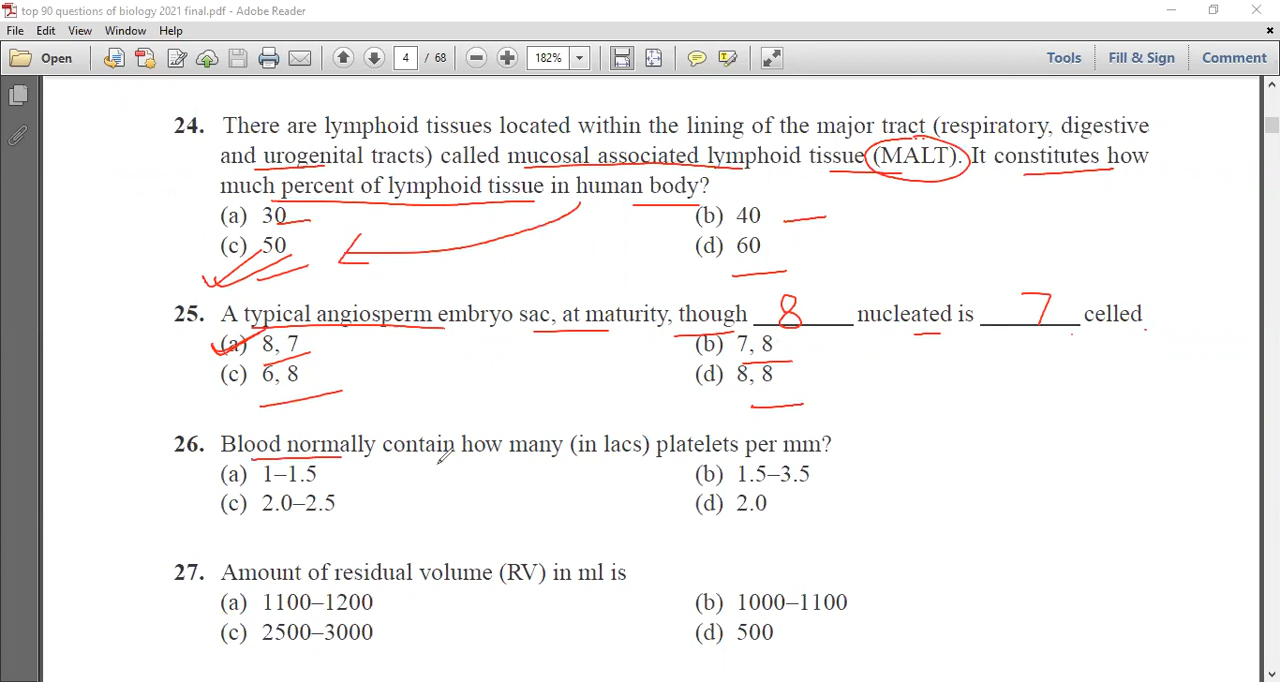 top 90 questions of biology 2021 final.pdf - Adobe Reader
File Edit View Window Help
Open 4 / 68 182% Tools Fill & Sign Comment
24. There are lymphoid tissues located within the lining of the major tract (respiratory, digestive
and urogenital tracts) called mucosal associated lymphoid tissue (MALT). It constitutes how
much percent of lymphoid tissue in human body?
(a) 30 (b) 40
(c) 50 (d) 60
25. A typical angiosperm embryo sac, at maturity, though 8 nucleated is 7 celled
(a) 8, 7 (b) 7, 8
(c) 6, 8 (d) 8, 8
26. Blood normally contain how many (in lacs) platelets per mm?
(a) 1–1.5 (b) 1.5–3.5
(c) 2.0–2.5 (d) 2.0
27. Amount of residual volume (RV) in ml is
(a) 1100–1200 (b) 1000–1100
(c) 2500–3000 (d) 500